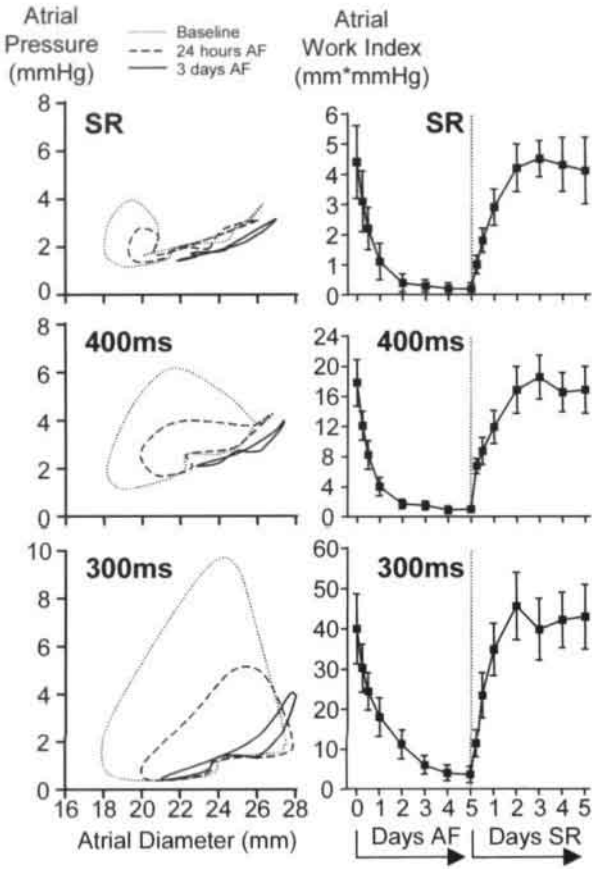 Atrial
Pressure
(mmHg)
Baseline
24 hours AF
3 days AF
Atrial
Work Index
(mm*mmHg)
SR
8
6
4
2
0
SR
6
5
4
3
2
1
0
400ms
8
6
4
2
0
400ms
24
20
16
12
8
4
0
300ms
10
8
6
4
2
0
16 18 20 22 24 26 28
Atrial Diameter (mm)
300ms
60
50
40
30
20
10
0
0 1 2 3 4 5 1 2 3 4 5
Days AF Days SR